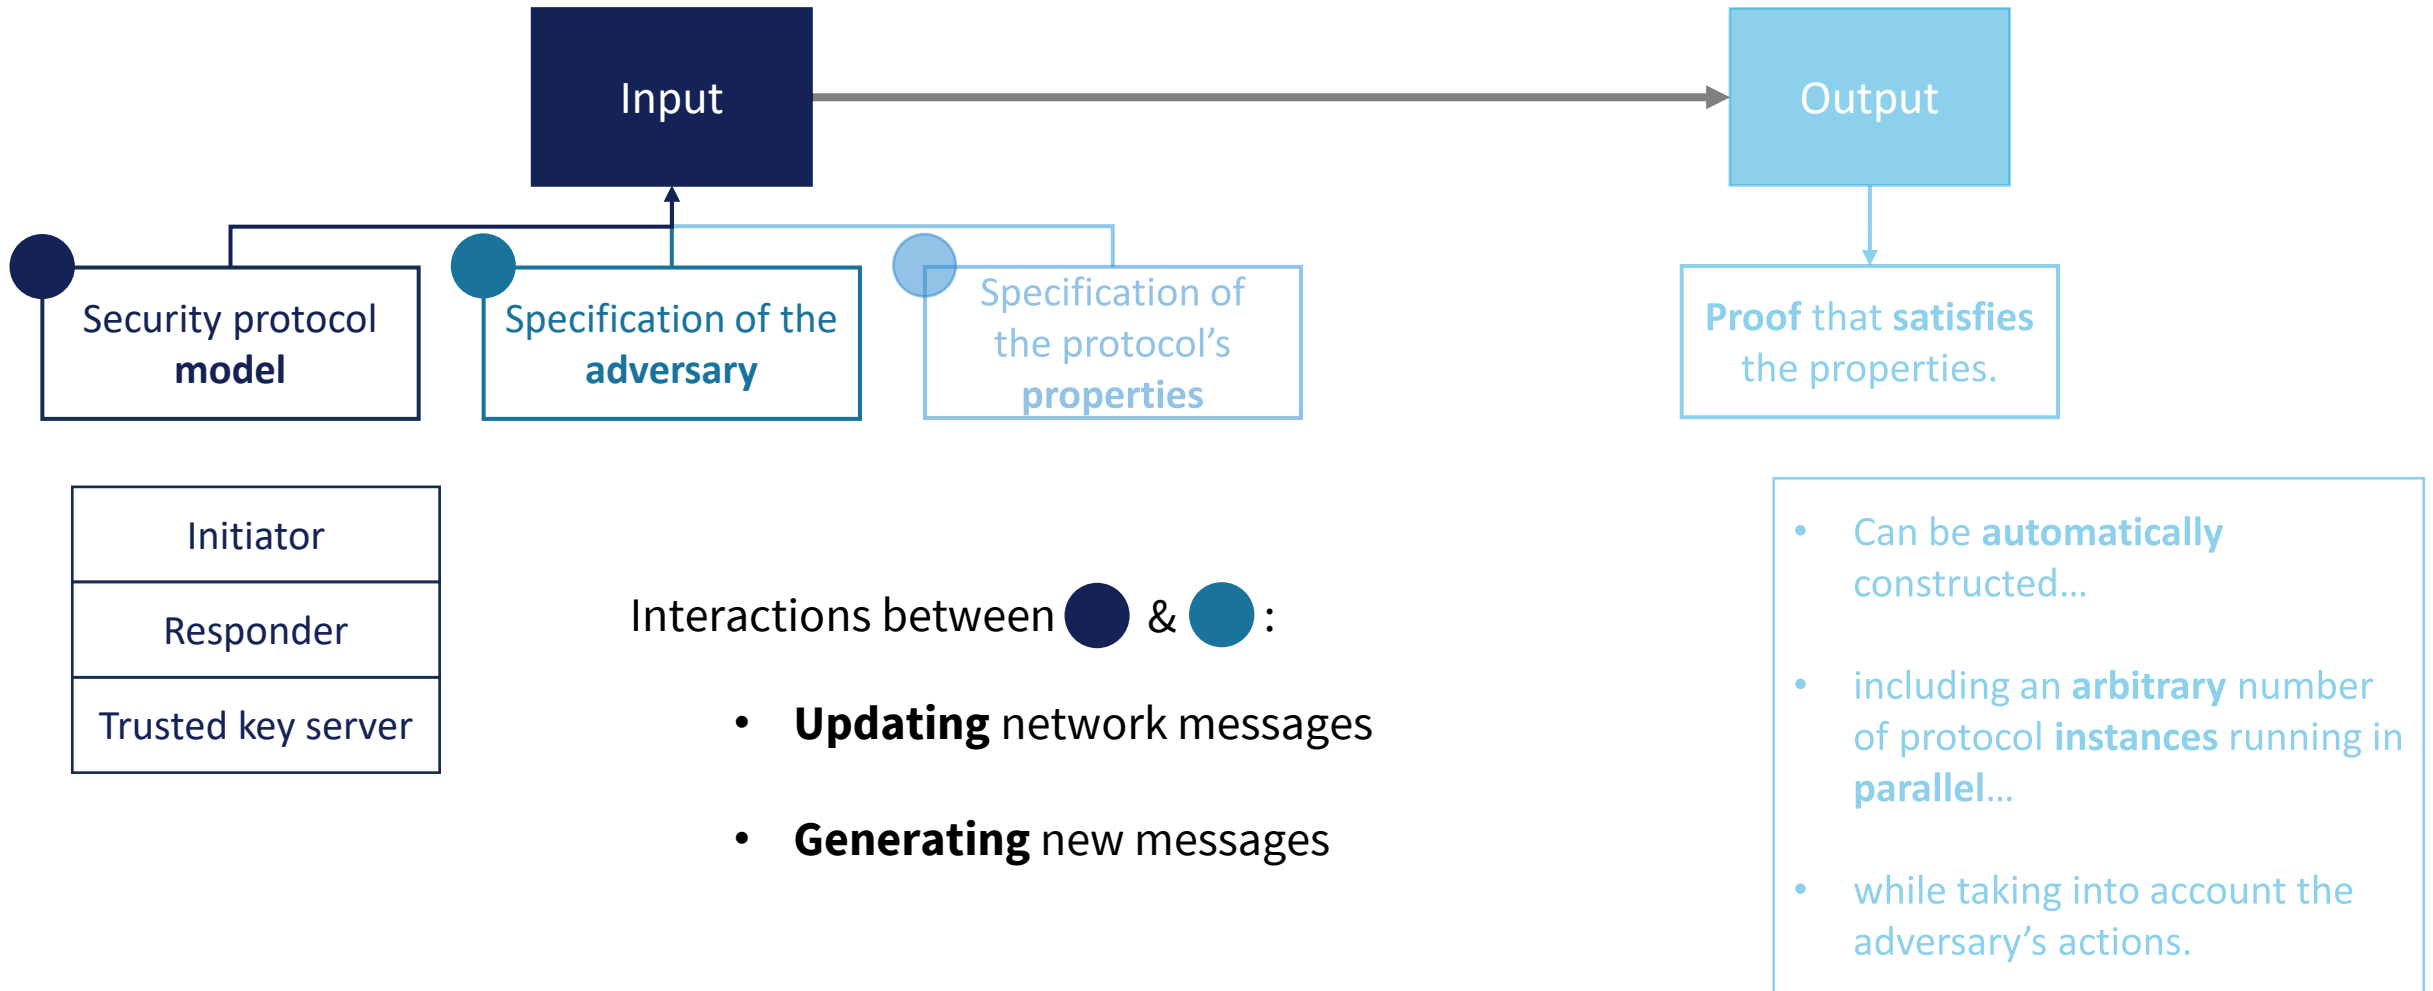 Input
Output
Security protocol
model
Specification of the
adversary
Specification of
the protocol’s
properties
Proof that satisfies
the properties.
Initiator
Responder
Trusted key server
Interactions between & :
• Updating network messages
• Generating new messages
• Can be automatically
constructed…
• including an arbitrary number
of protocol instances running in
parallel…
• while taking into account the
adversary’s actions.